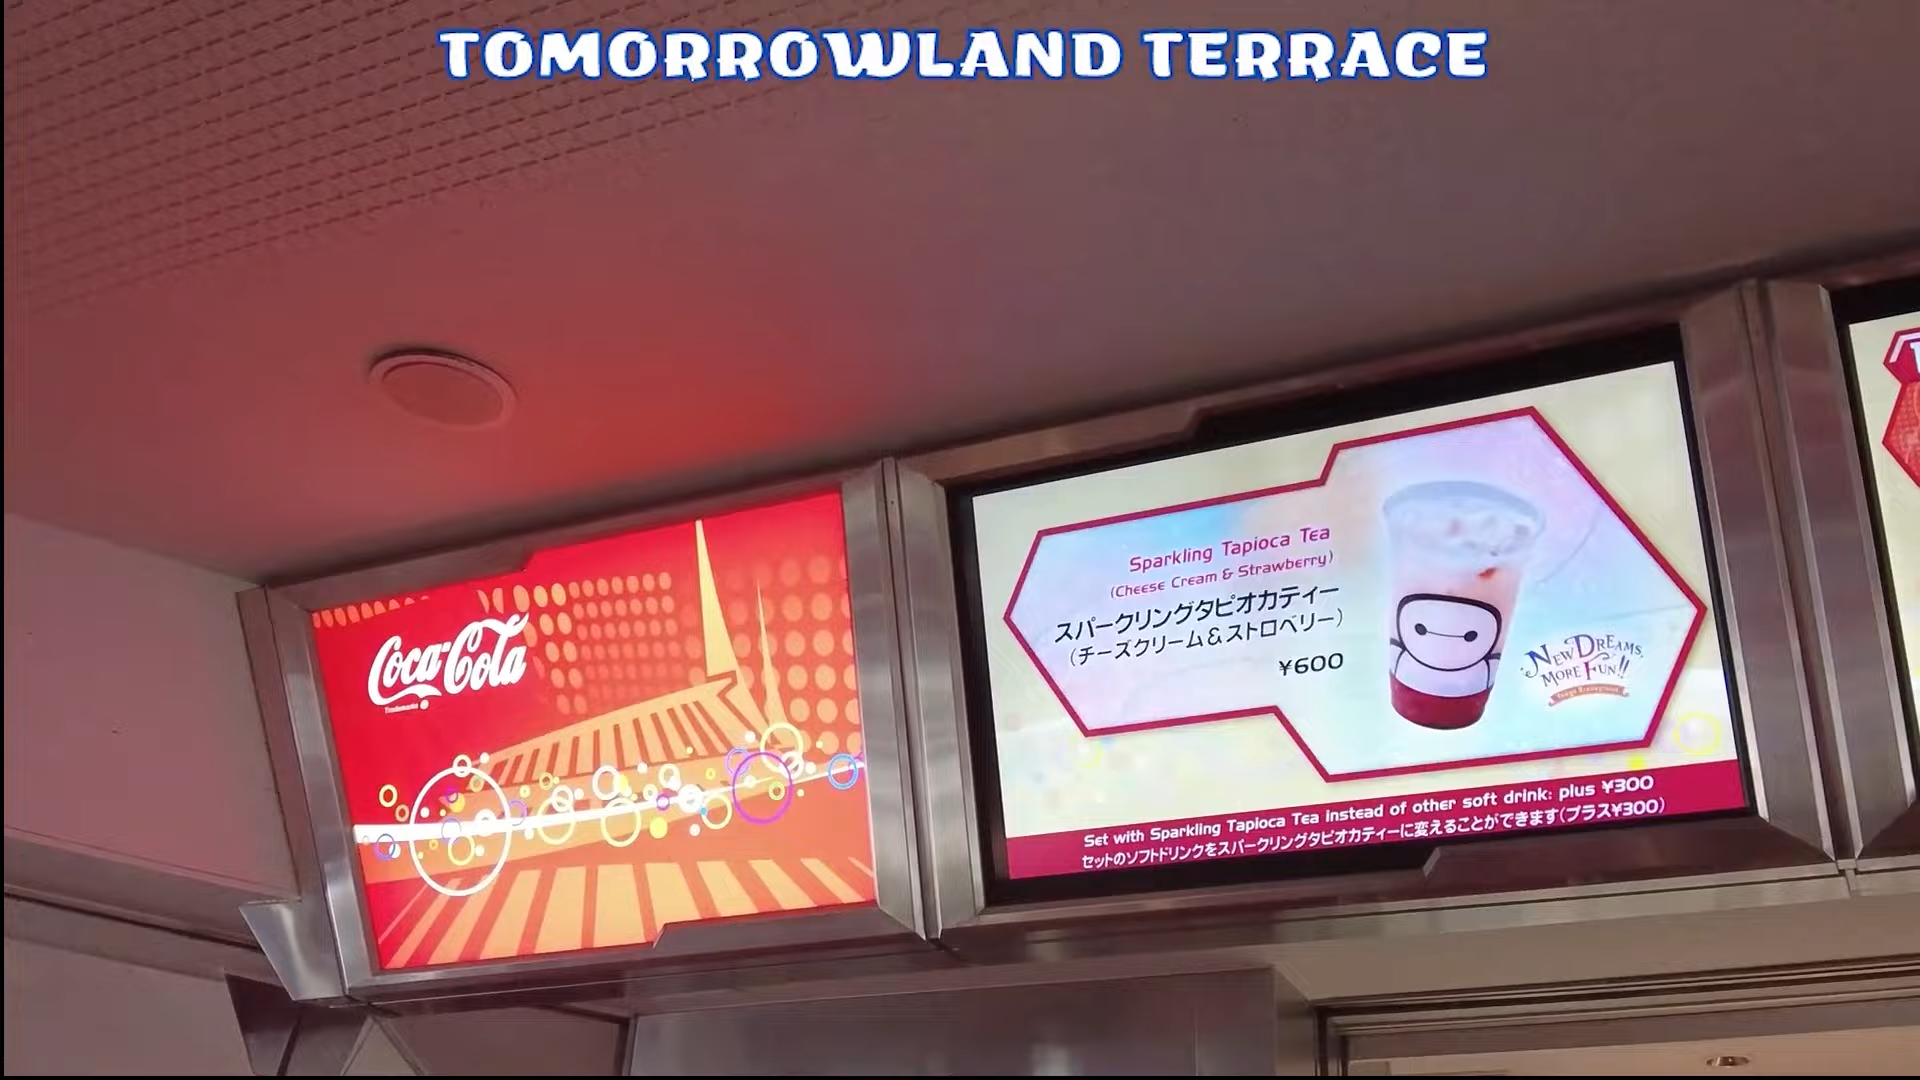 TOMORROWLAND TERRACE
Coca-Cola
Trademarks
Sparkling Tapioca Tea
(Cheese Cream & Strawberry)
スパークリングタピオカティー
(チーズクリーム&ストロベリー)
¥600
NEW DREAMS,
MORE FUN!!
Set with Sparkling Tapioca Tea instead of other soft drink: plus ¥300
セットのソフトドリンクをスパークリングタピオカティーに変えることができます(プラス¥300)